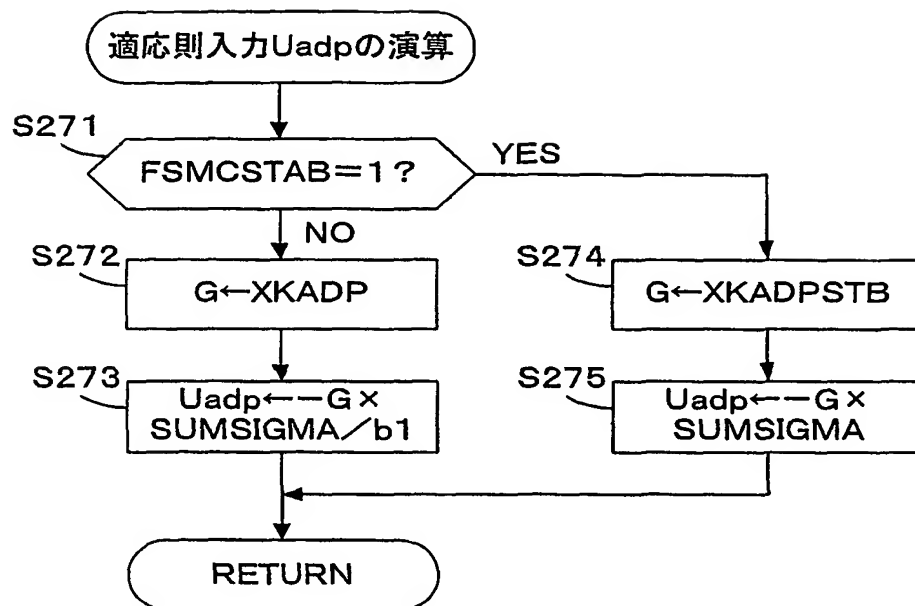 適応則入力Uadpの演算
S271
FSMCSTAB＝1？
YES
NO
S272
G←XKADP
S274
G←XKADPSTB
S273
Uadp←－G×
SUMSIGMA／b1
S275
Uadp←－G×
SUMSIGMA
RETURN